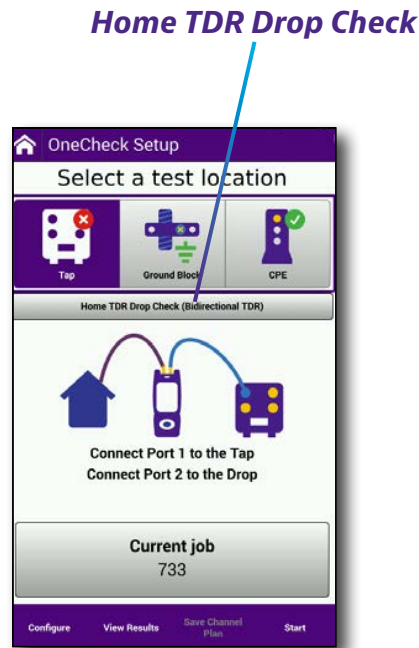 Home TDR Drop Check
OneCheck Setup
Select a test location
Tap
Ground Block
CPE
Home TDR Drop Check (Bidirectional TDR)
Connect Port 1 to the Tap
Connect Port 2 to the Drop
Current job
733
Configure
View Results
Save Channel
Plan
Start